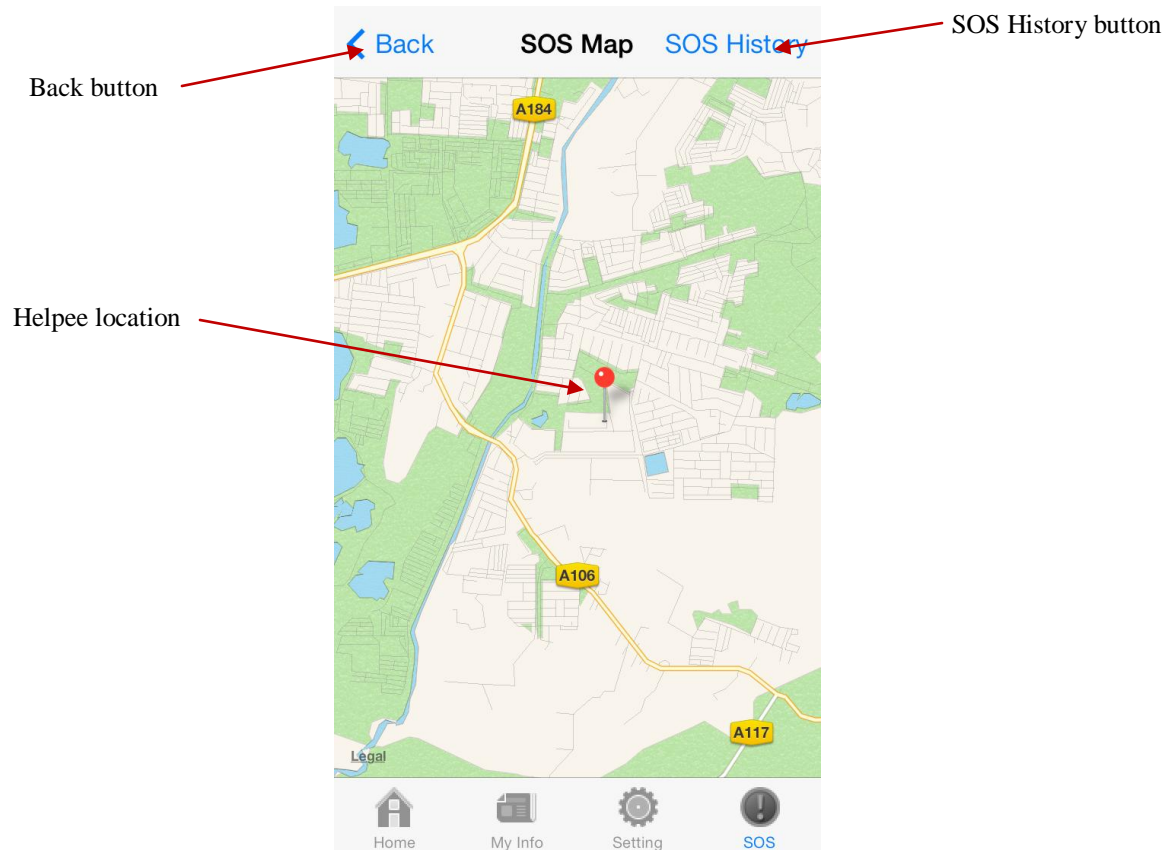 SOS History button
Back SOS Map SOS History
Back button
A184
Helpee location
A106
A117
Legal
Home My Info Setting SOS